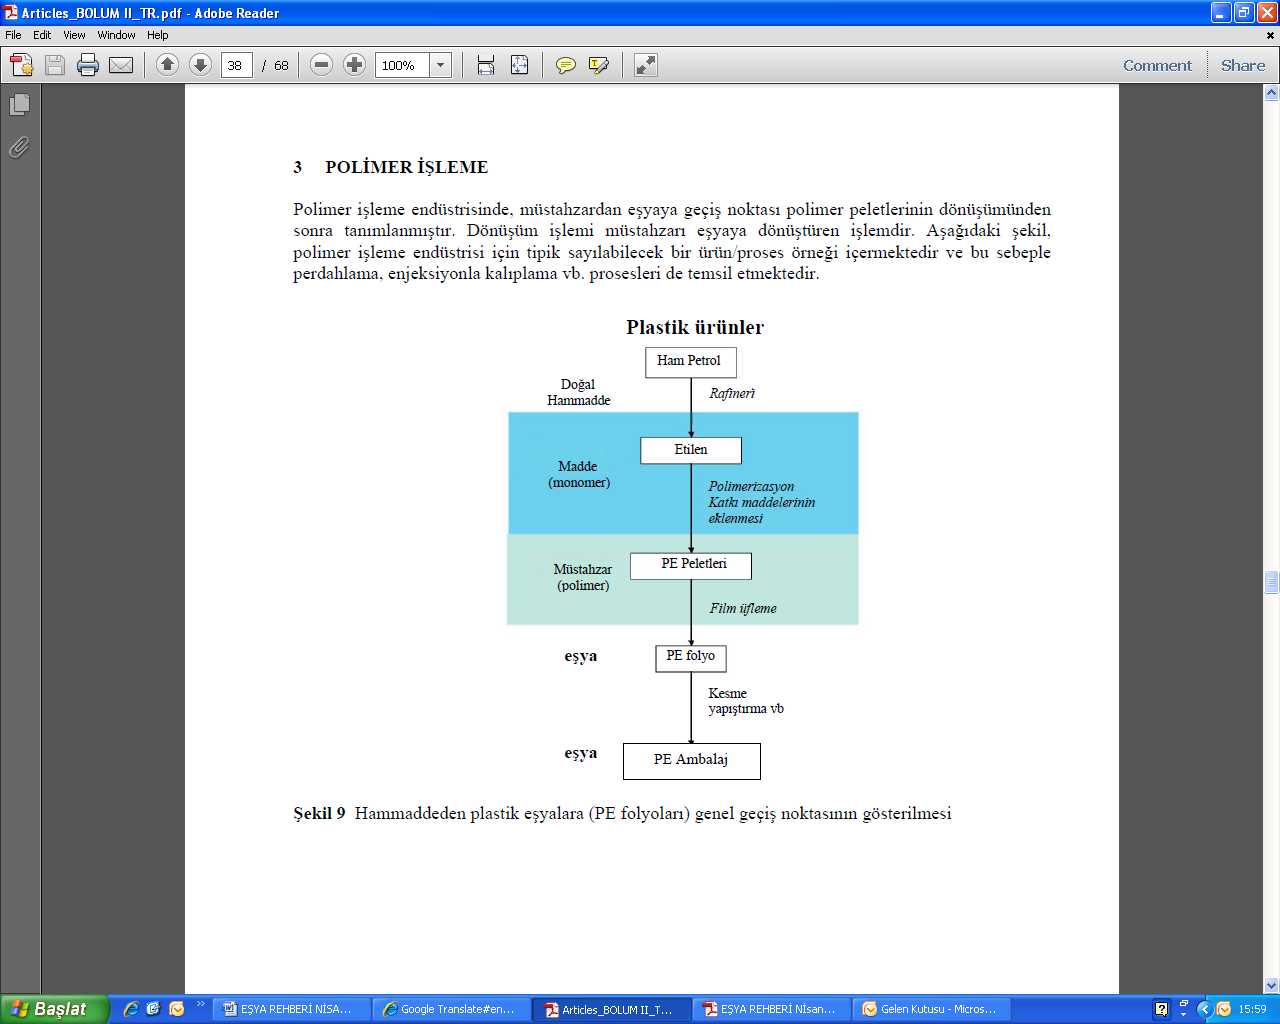 Articles_BOLUM II_TR.pdf - Adobe Reader
File Edit View Window Help
38 / 68 100% Comment Share
3 POLİMER İŞLEME
Polimer işleme endüstrisinde, müstahzardan eşyaya geçiş noktası polimer peletlerinin dönüşümünden
sonra tanımlanmıştır. Dönüşüm işlemi müstahzarı eşyaya dönüştüren işlemdir. Aşağıdaki şekil,
polimer işleme endüstrisi için tipik sayılabilecek bir ürün/proses örneği içermektedir ve bu sebeple
perdahlama, enjeksiyonla kalıplama vb. prosesleri de temsil etmektedir.
Plastik ürünler
Ham Petrol
Doğal
Hammadde
Rafineri
Etilen
Madde
(monomer)
Polimerizasyon
Katkı maddelerinin
eklenmesi
PE Peletleri
Müstahzar
(polimer)
Film üfleme
eşya
PE folyo
Kesme
yapıştırma vb
eşya
PE Ambalaj
Şekil 9 Hammaddeden plastik eşyalara (PE folyoları) genel geçiş noktasının gösterilmesi
Başlat
EŞYA REHBERİ NİSA...
Google Translate#en...
Articles_BOLUM II_T...
EŞYA REHBERİ Nİsan...
Gelen Kutusu - Micros...
15:59